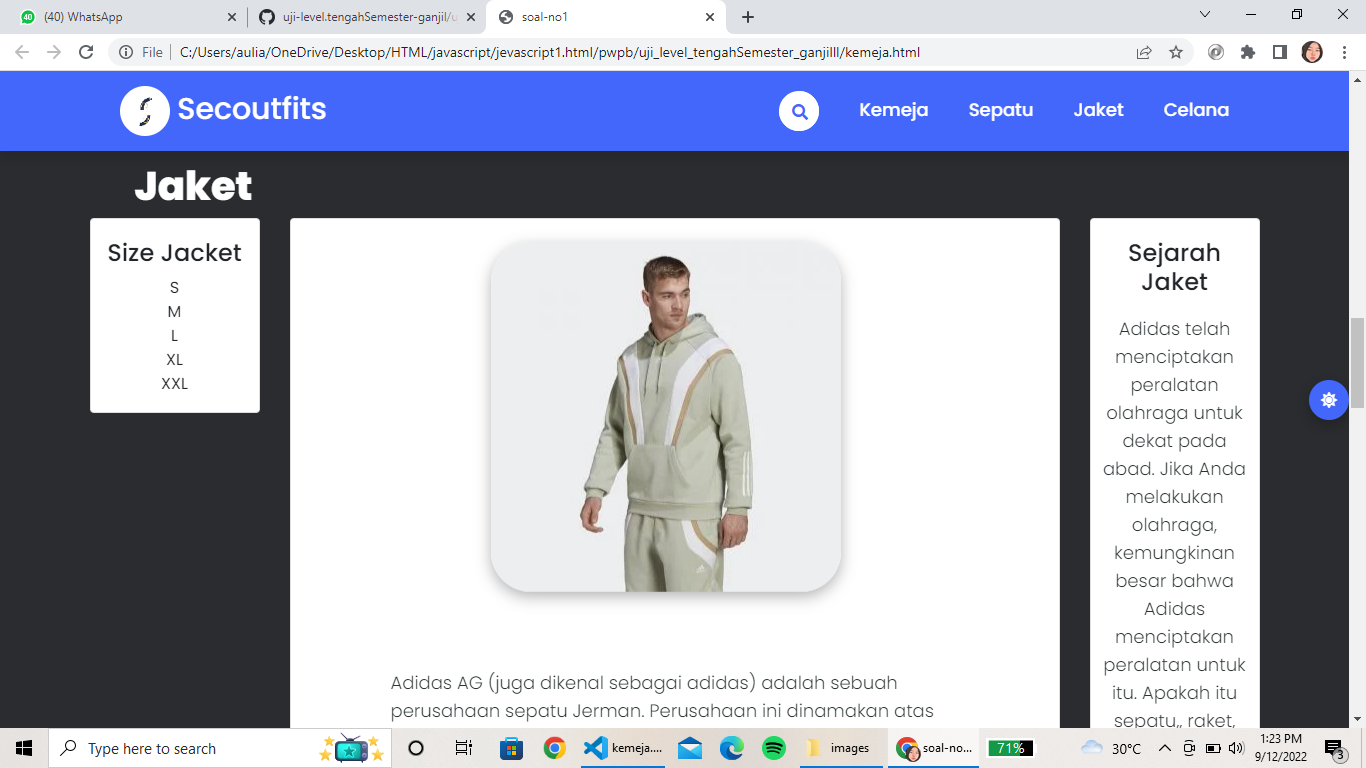 (40) WhatsApp
uji-level.tengahSemester-ganjil/u
soal-no1
File
C:/Users/aulia/OneDrive/Desktop/HTML/javascript/jevascript1.html/pwpb/uji_level_tengahSemester_ganjilll/kemeja.html
Secoutfits
Kemeja
Sepatu
Jaket
Celana
Jaket
Size Jacket
S
M
L
XL
XXL
Adidas AG (juga dikenal sebagai adidas) adalah sebuah
perusahaan sepatu Jerman. Perusahaan ini dinamakan atas
Sejarah
Jaket
Adidas telah
menciptakan
peralatan
olahraga untuk
dekat pada
abad. Jika Anda
melakukan
olahraga,
kemungkinan
besar bahwa
Adidas
menciptakan
peralatan untuk
itu. Apakah itu
sepatu,, raket,
Type here to search
kemeja....
images
soal-no...
71%
30°C
1:23 PM
9/12/2022
3